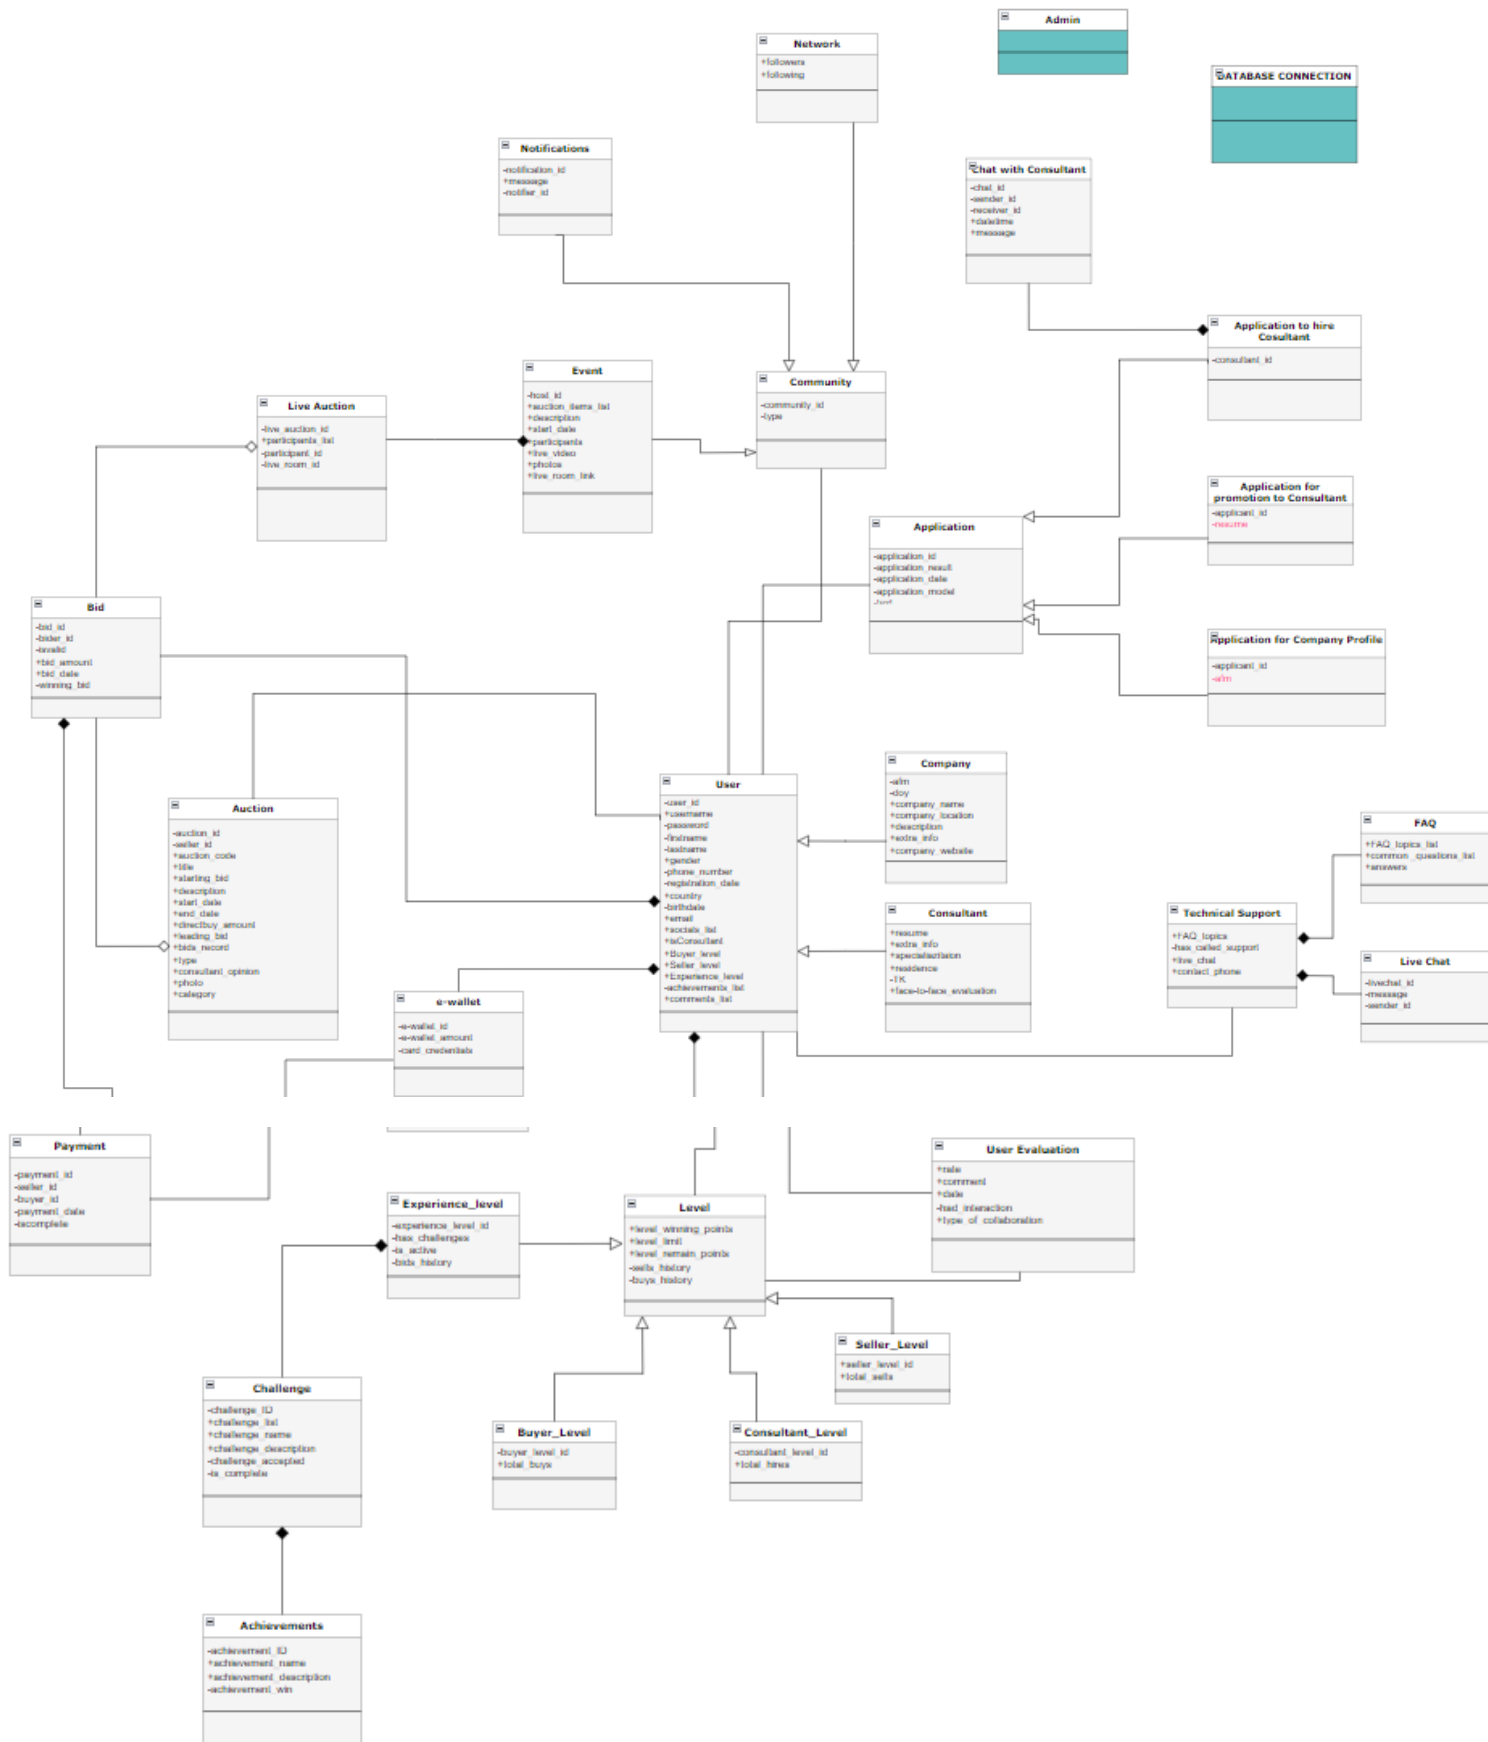 Admin
Network
+followers
+following
DATABASE CONNECTION
Notifications
-notification_id
+message
-notifier_id
Chat with Consultant
-chat_id
-sender_id
-receiver_id
+datetime
+message
Application to hire
Cosultant
-consultant_id
Event
-host_id
+auction_items_list
+description
+start_date
+participants
+live_video
+photos
+live_room_link
Community
-community_id
-type
Live Auction
-live_auction_id
+participants_list
-participant_id
-live_room_id
Application for
promotion to Consultant
-applicant_id
-resume
Application
-application_id
-application_result
-application_date
-application_model
Bid
-bid_id
-bider_id
-isvalid
+bid_amount
+bid_date
-winning_bid
Application for Company Profile
-applicant_id
-afm
Company
-afm
-doy
+company_name
+company_location
+description
+extra_info
+company_website
User
-user_id
+username
-password
-firstname
-lastname
+gender
-phone_number
-registration_date
+country
-birthdate
+email
+socials_list
+isConsultant
+Buyer_level
+Seller_level
+Experience_level
-achievements_list
+comments_list
Auction
-auction_id
-seller_id
+auction_code
+title
+starting_bid
+description
+start_date
+end_date
+directbuy_amount
+leading_bid
+bids_record
+type
+consultant_opinion
+photo
+category
FAQ
+FAQ_topics_list
+common_questions_list
+answers
Consultant
+resume
+extra_info
+specialieztaion
+residence
-TK
+face-to-face_evaluation
Technical Support
+FAQ_topics
-has_called_support
+live_chat
+contact_phone
Live Chat
-livechat_id
-message
-sender_id
e-wallet
-e-wallet_id
-e-wallet_amount
-card_credentials
Payment
-payment_id
-seller_id
-buyer_id
-payment_date
-iscomplete
User Evaluation
+rate
+comment
+date
-had_interaction
+type_of_collaboration
Experience_level
-experience_level_id
-has_challenges
-is_active
-bids_history
Level
+level_winning_points
+level_limit
+level_remain_points
-sells_history
-buys_history
Seller_Level
+seller_level_id
+total_sells
Challenge
-challenge_ID
+challenge_list
+challenge_name
+challenge_description
-challenge_accepted
-is_complete
Buyer_Level
-buyer_level_id
+total_buys
Consultant_Level
-consultant_level_id
+total_hires
Achievements
-achievement_ID
+achievement_name
+achievement_description
-achievement_win